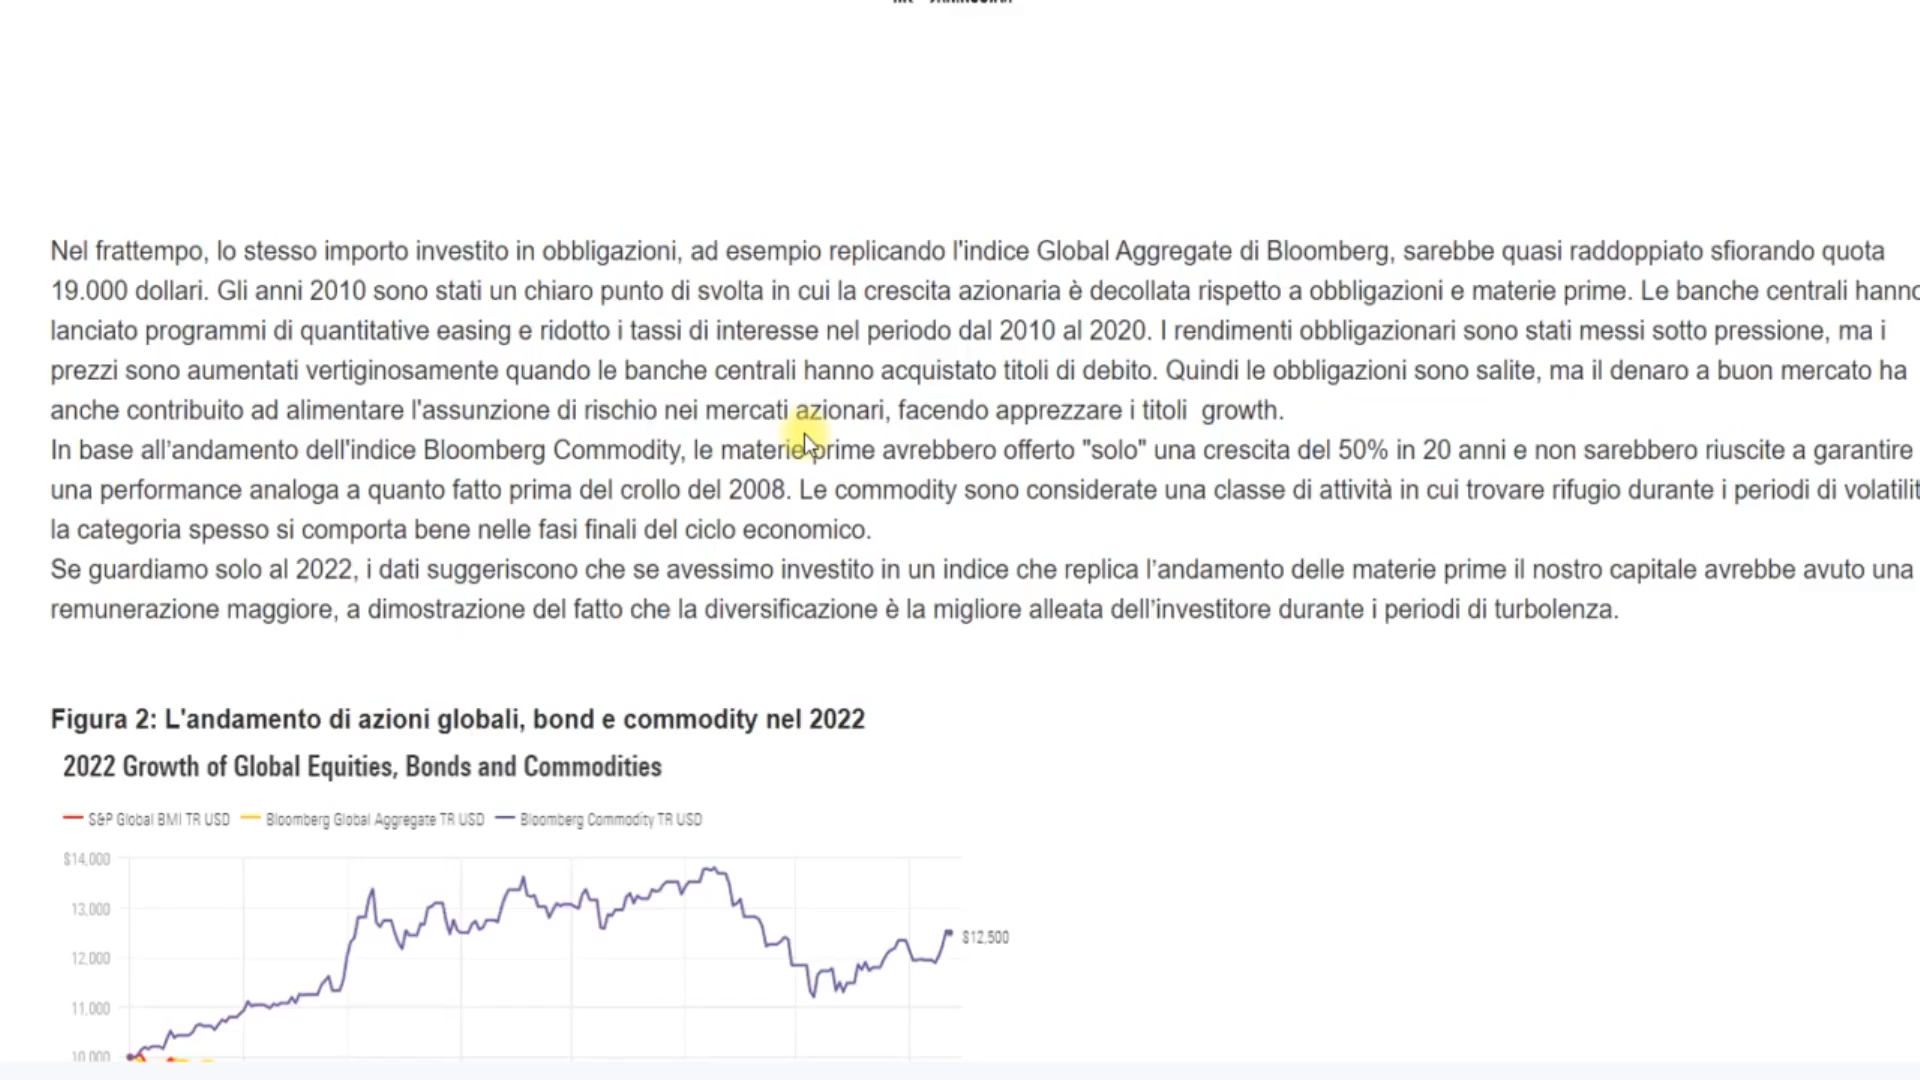 Nel frattempo, lo stesso importo investito in obbligazioni, ad esempio replicando l'indice Global Aggregate di Bloomberg, sarebbe quasi raddoppiato sfiorando quota
19.000 dollari. Gli anni 2010 sono stati un chiaro punto di svolta in cui la crescita azionaria è decollata rispetto a obbligazioni e materie prime. Le banche centrali hanno
lanciato programmi di quantitative easing e ridotto i tassi di interesse nel periodo dal 2010 al 2020. I rendimenti obbligazionari sono stati messi sotto pressione, ma i
prezzi sono aumentati vertiginosamente quando le banche centrali hanno acquistato titoli di debito. Quindi le obbligazioni sono salite, ma il denaro a buon mercato ha
anche contribuito ad alimentare l'assunzione di rischio nei mercati azionari, facendo apprezzare i titoli  growth.
In base all’andamento dell'indice Bloomberg Commodity, le materie prime avrebbero offerto "solo" una crescita del 50% in 20 anni e non sarebbero riuscite a garantire
una performance analoga a quanto fatto prima del crollo del 2008. Le commodity sono considerate una classe di attività in cui trovare rifugio durante i periodi di volatilit
la categoria spesso si comporta bene nelle fasi finali del ciclo economico.
Se guardiamo solo al 2022, i dati suggeriscono che se avessimo investito in un indice che replica l’andamento delle materie prime il nostro capitale avrebbe avuto una
remunerazione maggiore, a dimostrazione del fatto che la diversificazione è la migliore alleata dell’investitore durante i periodi di turbolenza.
Figura 2: L'andamento di azioni globali, bond e commodity nel 2022
2022 Growth of Global Equities, Bonds and Commodities
S&P Global BMI TR USD Bloomberg Global Aggregate TR USD Bloomberg Commodity TR USD
$14,000
13,000
$12,500
12,000
11,000
10,000